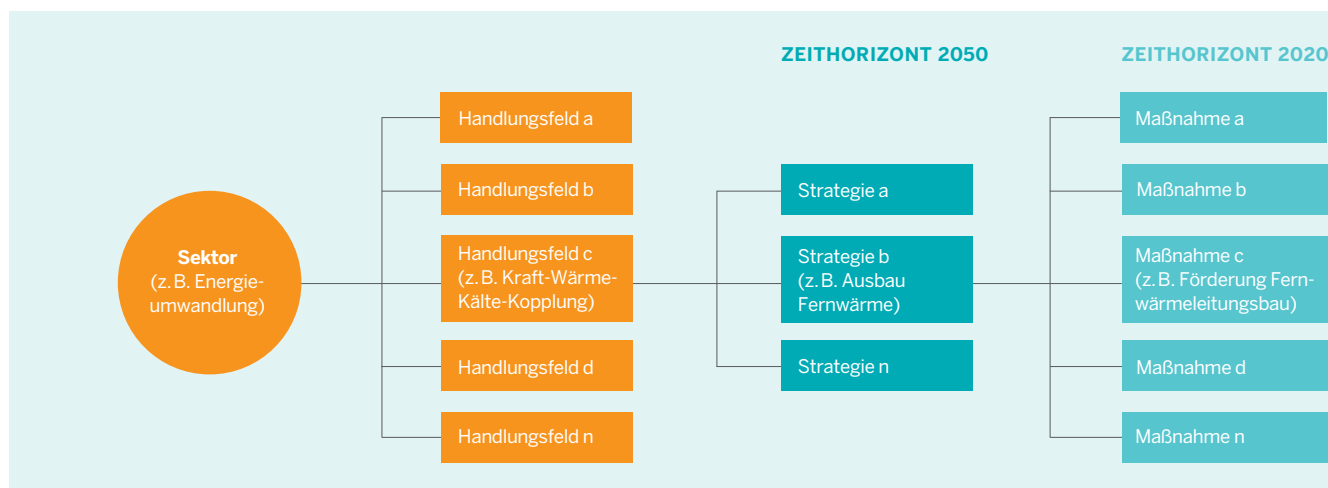 ZEITHORIZONT 2050
ZEITHORIZONT 2020
Sektor
(z. B. Energie-
umwandlung)
Handlungsfeld a
Handlungsfeld b
Handlungsfeld c
(z. B. Kraft-Wärme-
Kälte-Kopplung)
Handlungsfeld d
Handlungsfeld n
Strategie a
Strategie b
(z. B. Ausbau
Fernwärme)
Strategie n
Maßnahme a
Maßnahme b
Maßnahme c
(z. B. Förderung Fern-
wärmeleitungsbau)
Maßnahme d
Maßnahme n